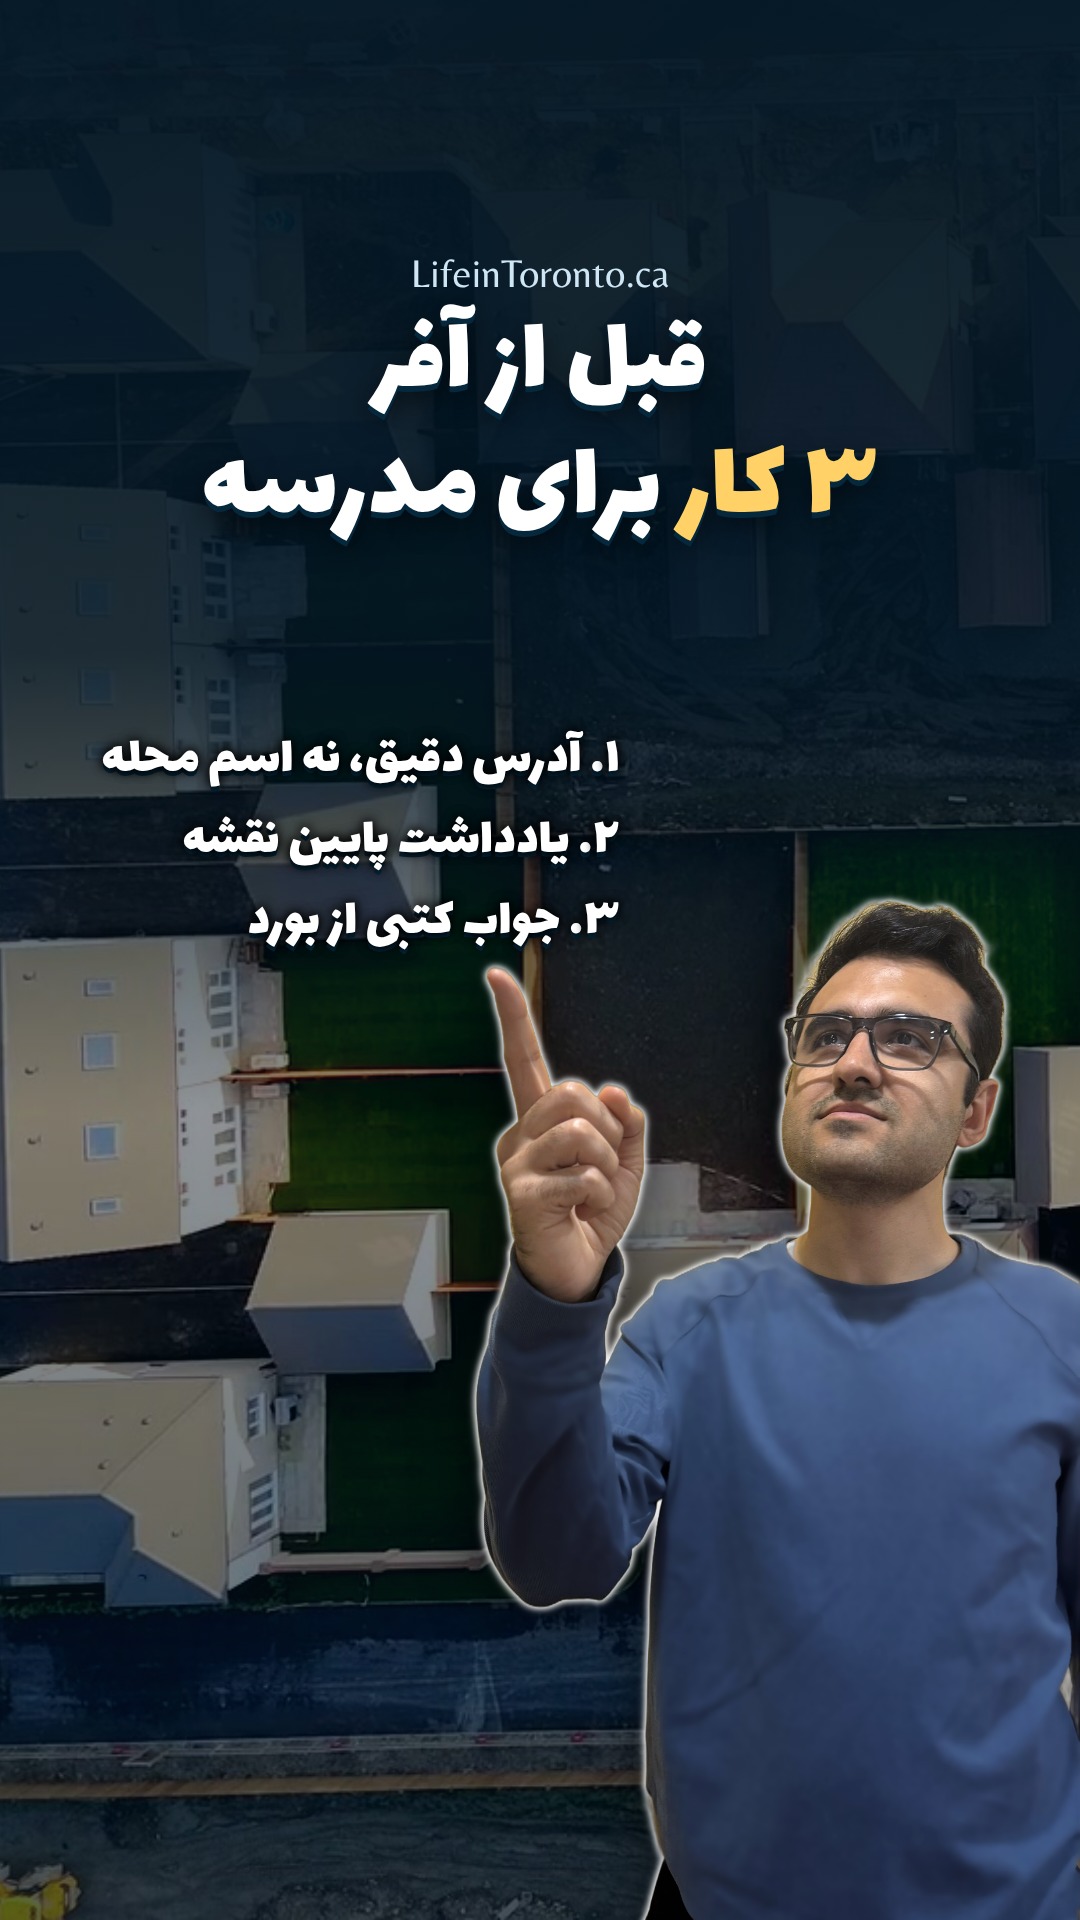 LifeinToronto.ca
قبل از آفر
۳ کار برای مدرسه
۱. آدرس دقیق، نه اسم محله
۲. یادداشت پایین نقشه
۳. جواب کتبی از بورد